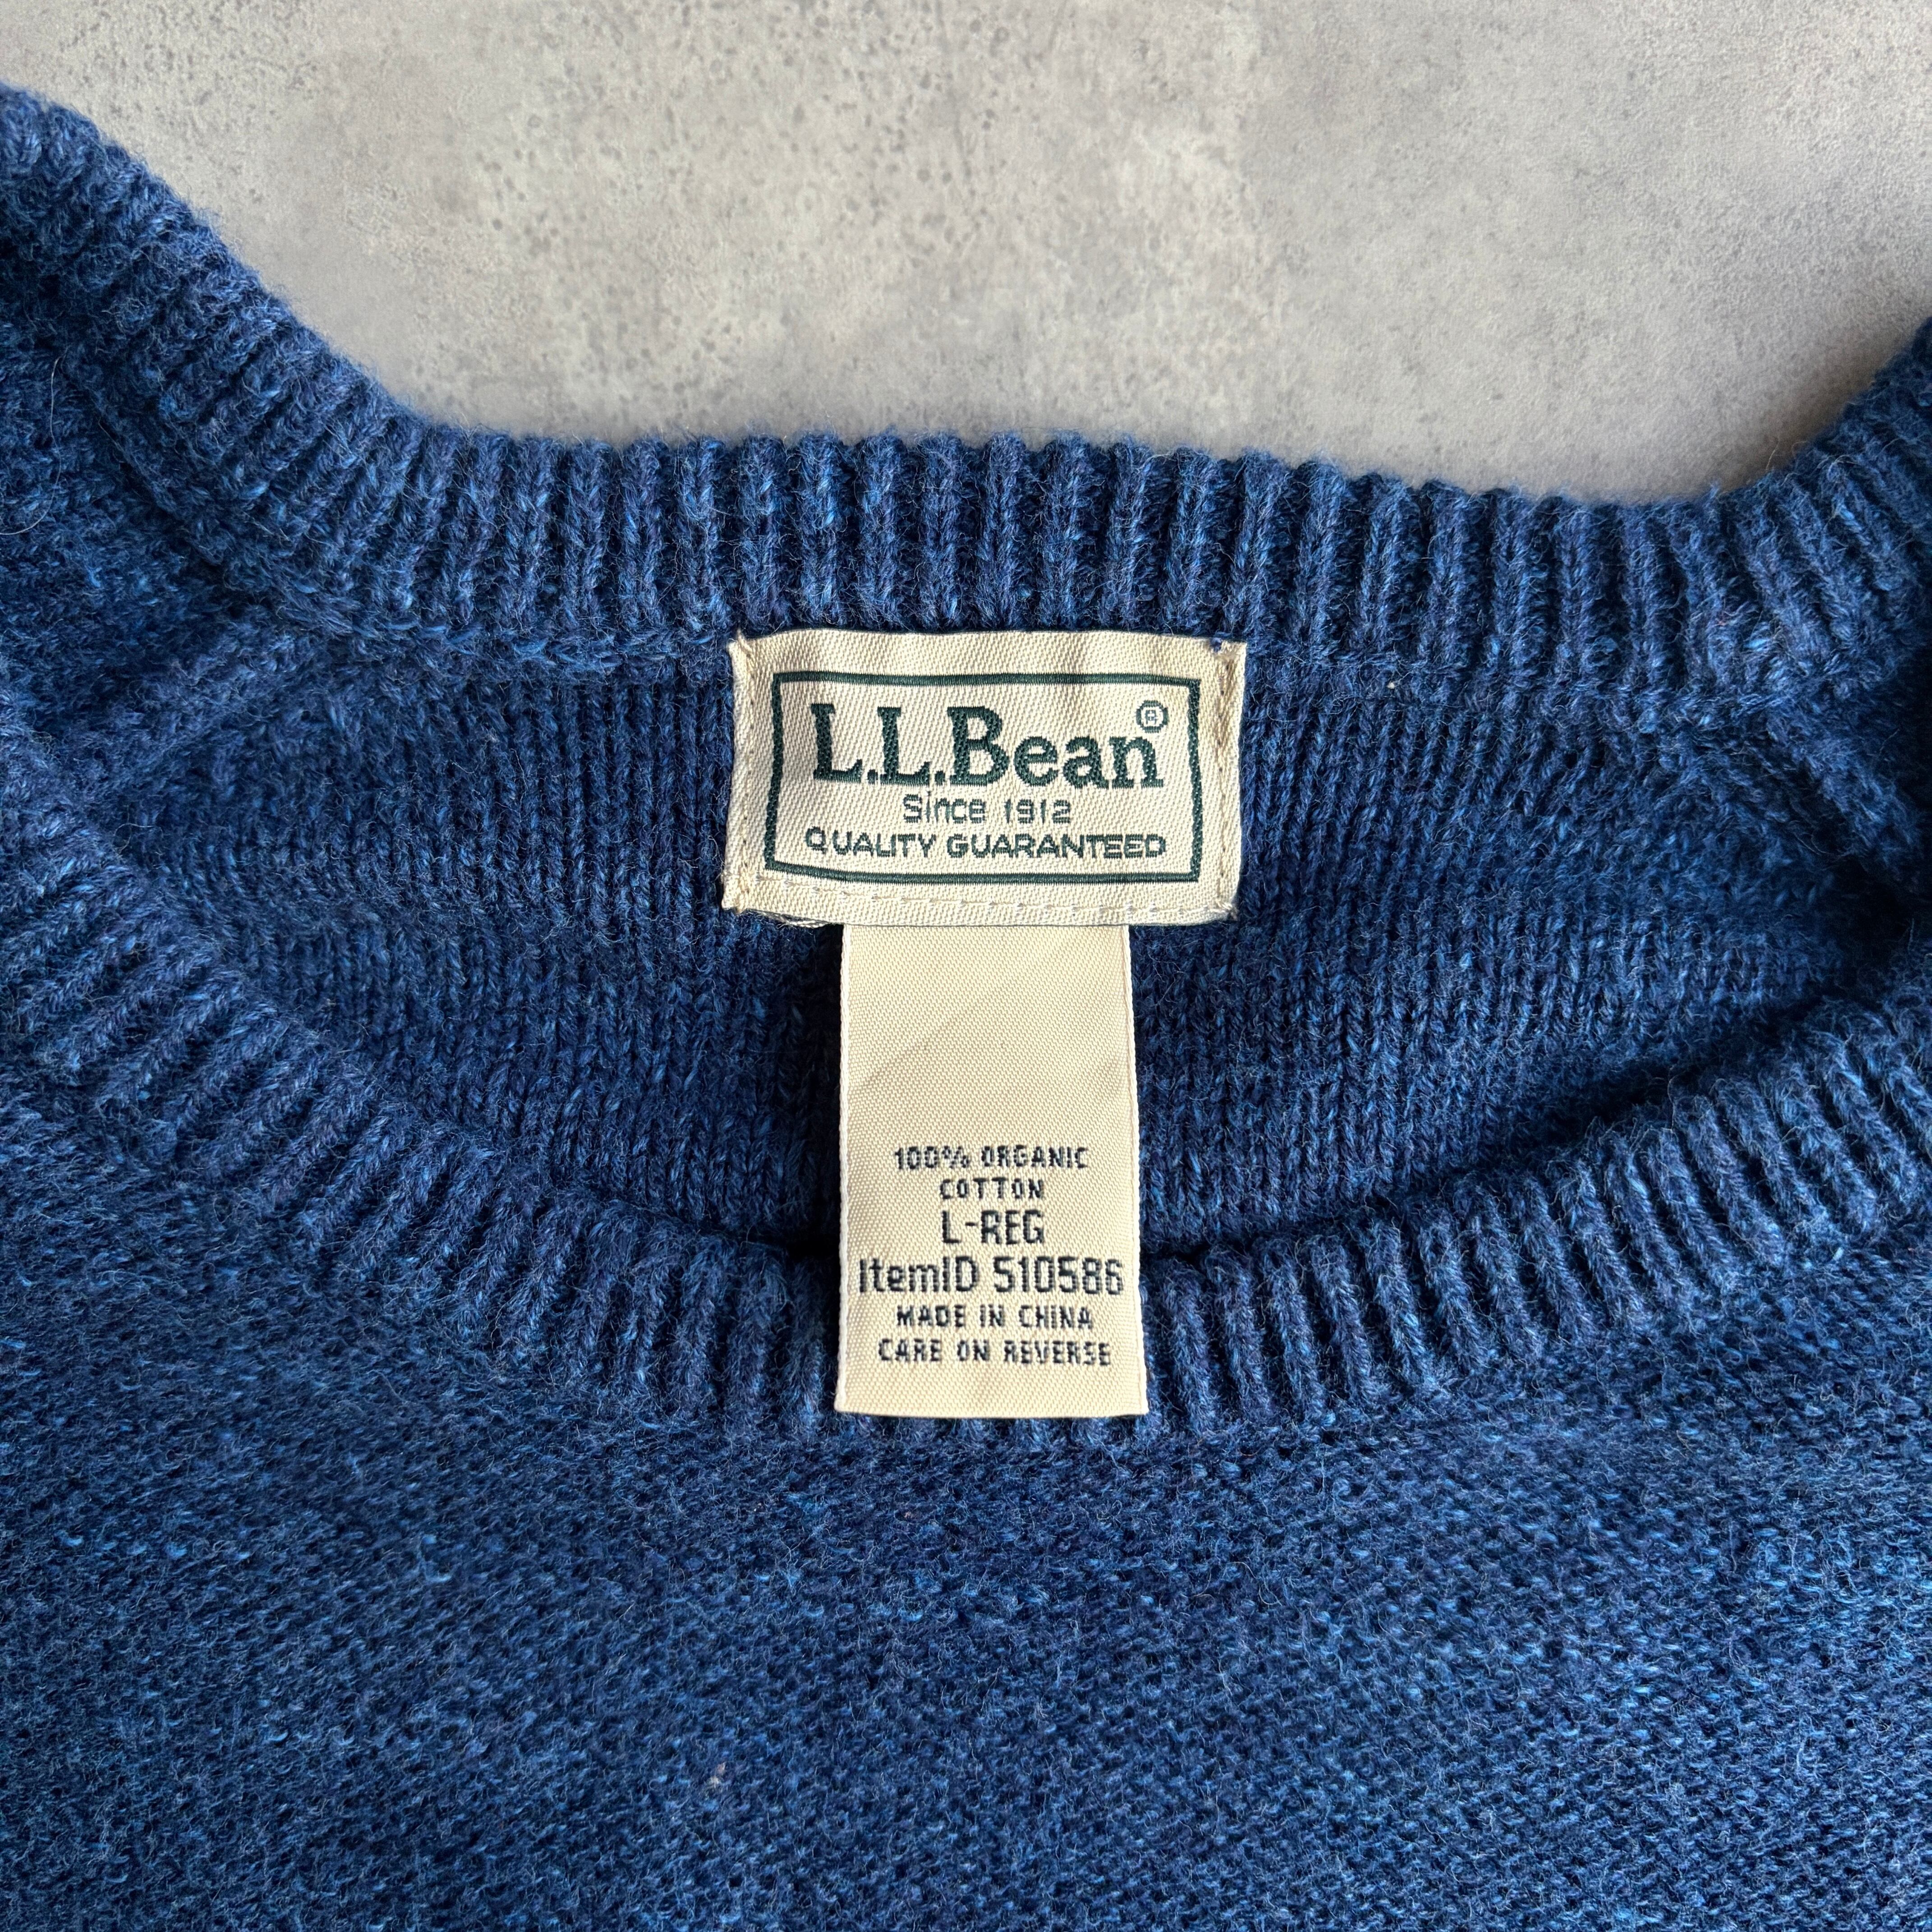 L.L.Bean®
Since 1912
QUALITY GUARANTEED
100% ORGANIC
COTTON
L-REG
ItemID 510586
MADE IN CHINA
CARE ON REVERSE